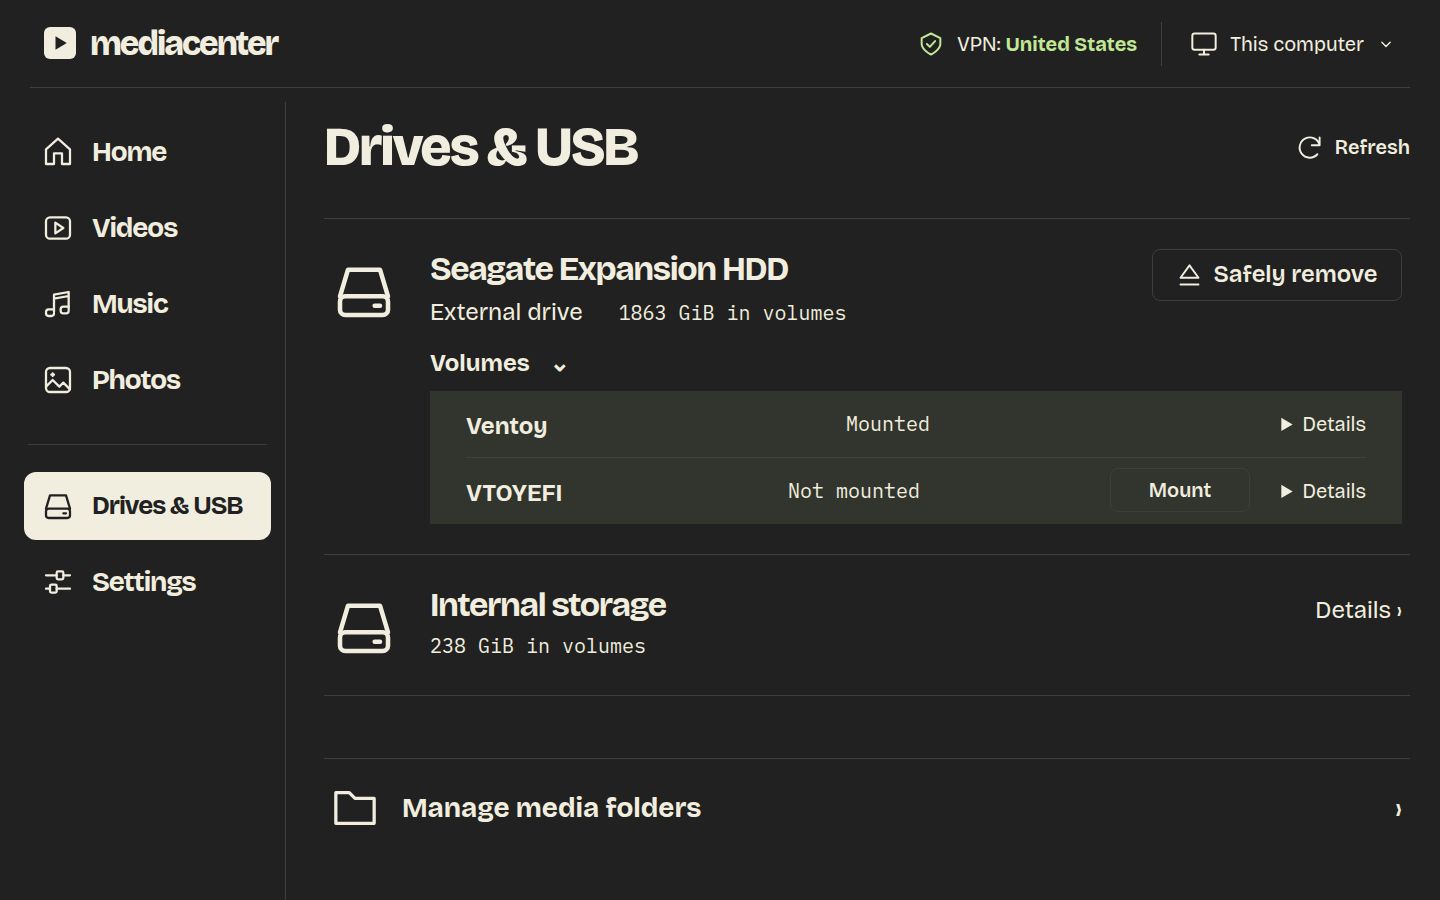 mediacenter
VPN: United States
This computer
Home
Videos
Music
Photos
Drives & USB
Settings
Drives & USB
Refresh
Seagate Expansion HDD
Safely remove
External drive 1863 GiB in volumes
Volumes
Ventoy Mounted Details
VTOYEFI Not mounted Mount Details
Internal storage
Details
238 GiB in volumes
Manage media folders